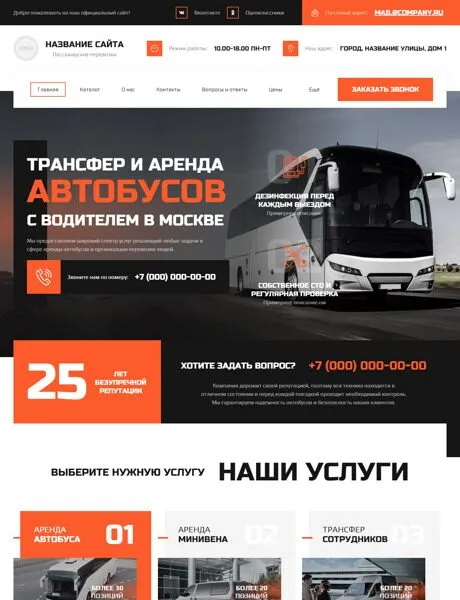 Добро пожаловать на наш официальный сайт!
Вконтакте
Одноклассники
Почтовый адрес:
MAIL@COMPANY.RU
НАЗВАНИЕ САЙТА
Пассажирские перевозки
Режим работы:
10.00-18.00 ПН-ПТ
Наш адрес:
ГОРОД, НАЗВАНИЕ УЛИЦЫ, ДОМ 1
Главная
Каталог
О нас
Контакты
Вопросы и ответы
Цены
Ещё
ЗАКАЗАТЬ ЗВОНОК
ТРАНСФЕР И АРЕНДА
АВТОБУСОВ
С ВОДИТЕЛЕМ В МОСКВЕ
Мы предоставляем широкий спектр услуг решающий любые задачи в
сфере аренды автобусов и организации перевозки людей.
Звоните нам по номеру:
+7 (000) 000-00-00
ДЕЗИНФЕКЦИЯ ПЕРЕД
КАЖДЫМ ВЫЕЗДОМ
Примерное описание
СОБСТВЕННОЕ СТО И
РЕГУЛЯРНАЯ ПРОВЕРКА
Примерное описание
25
ЛЕТ
БЕЗУПРЕЧНОЙ
РЕПУТАЦИИ
ХОТИТЕ ЗАДАТЬ ВОПРОС?
+7 (000) 000-00-00
Компания дорожит своей репутацией, поэтому вся техника находится в
отличном состоянии и перед каждой поездкой проходит необходимый контроль.
Мы гарантируем надежность автобусов и безопасность наших клиентов.
ВЫБЕРИТЕ НУЖНУЮ УСЛУГУ
НАШИ УСЛУГИ
АРЕНДА
АВТОБУСА
01
АРЕНДА
МИНИВЕНА
02
ТРАНСФЕР
СОТРУДНИКОВ
03
БОЛЕЕ 30
ПОЗИЦИЙ
БОЛЕЕ 20
ПОЗИЦИЙ
БОЛЕЕ 20
ПОЗИЦИЙ